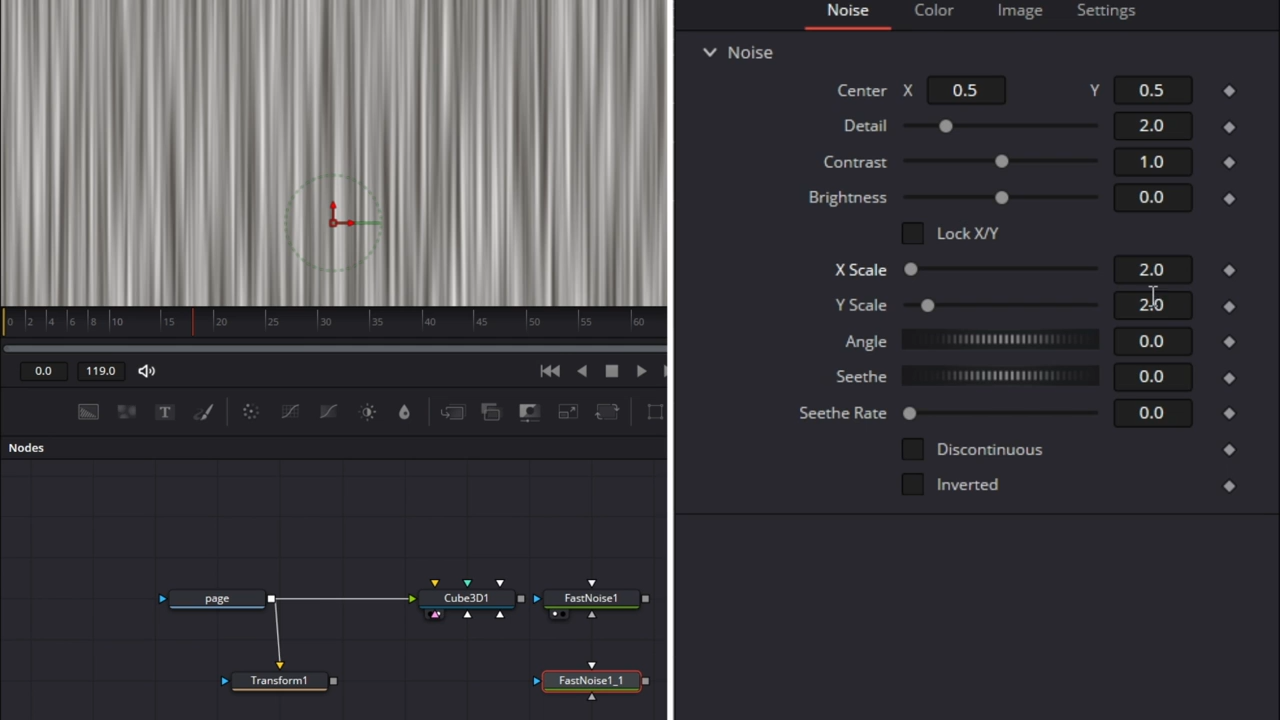 Noise Color Image Settings
Noise
Center X 0.5 Y 0.5
Detail 2.0
Contrast 1.0
Brightness 0.0
Lock X/Y
X Scale 2.0
Y Scale 2.0
Angle 0.0
Seethe 0.0
Seethe Rate 0.0
Discontinuous
Inverted
0 2 4 6 8 10 15 20 25 30 35 40 45 50 55 60
0.0 119.0
T
Nodes
page Cube3D1 FastNoise1
Transform1 FastNoise1_1